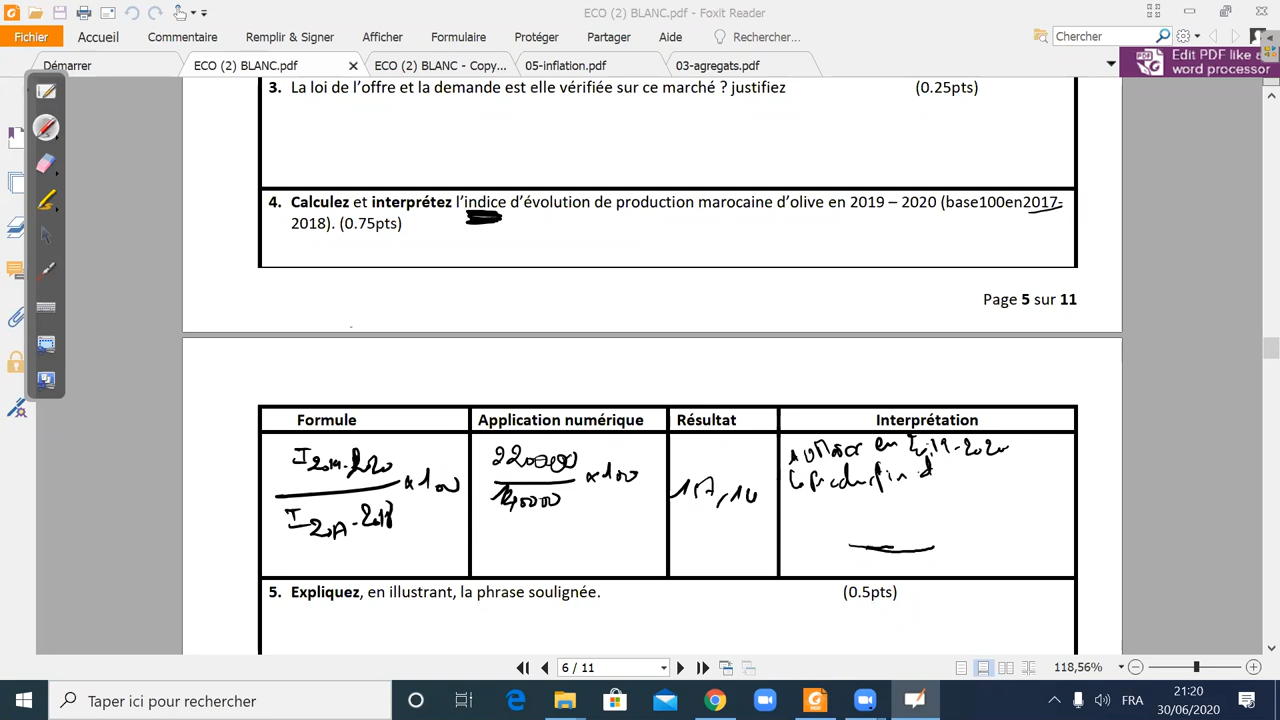 ECO (2) BLANC.pdf - Foxit Reader
Fichier Accueil Commentaire Remplir & Signer Afficher Formulaire Protéger Partager Aide Rechercher... Chercher
Démarrer ECO (2) BLANC.pdf ECO (2) BLANC - Copy... 05-inflation.pdf 03-agregats.pdf
Edit PDF like a
word processor
3. La loi de l'offre et la demande est elle vérifiée sur ce marché ? justifiez (0.25pts)
4. Calculez et interprétez l'indice d'évolution de production marocaine d'olive en 2019 – 2020 (base100en2017-
2018). (0.75pts)
Page 5 sur 11
Formule Application numérique Résultat Interprétation
x100
x100
5. Expliquez, en illustrant, la phrase soulignée. (0.5pts)
6 / 11 118,56%
Taper ici pour rechercher FRA 21:20
30/06/2020